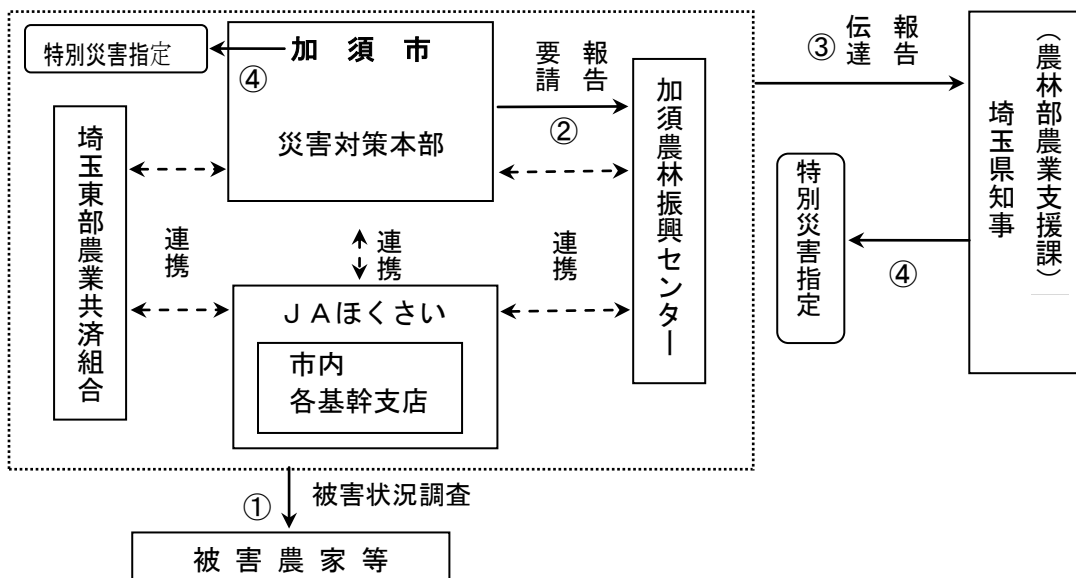 特別災害指定
④
加 須 市
災害対策本部
要請
報告
②
③
伝達
報告
埼玉県知事
（農林部農業支援課）
特別災害指定
④
加須農林振興センター
埼玉東部農業共済組合
連携
連携
連携
ＪＡほくさい
市内
各基幹支店
①
被害状況調査
被 害 農 家 等